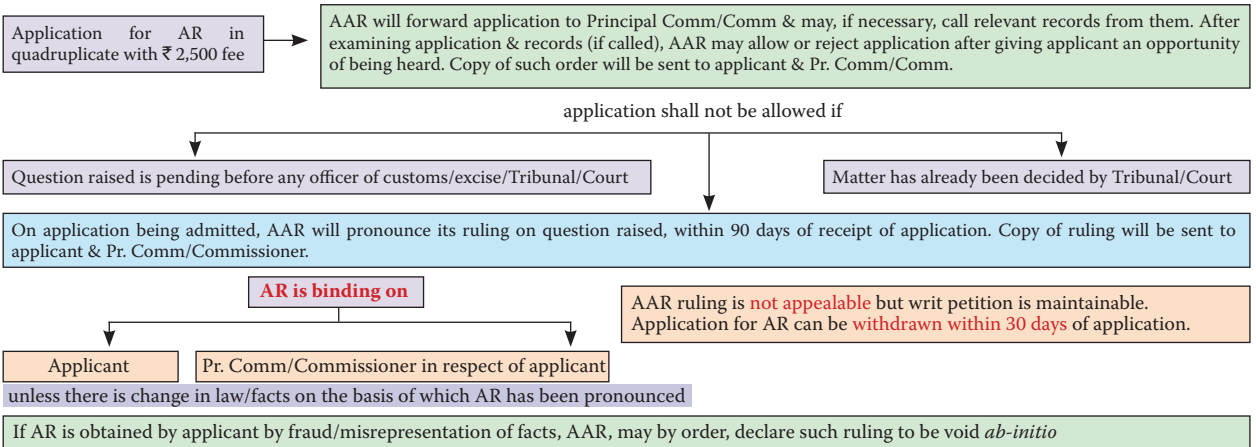 Application for AR in
quadruplicate with ₹ 2,500 fee
AAR will forward application to Principal Comm/Comm & may, if necessary, call relevant records from them. After
examining application & records (if called), AAR may allow or reject application after giving applicant an opportunity
of being heard. Copy of such order will be sent to applicant & Pr. Comm/Comm.
application shall not be allowed if
Question raised is pending before any officer of customs/excise/Tribunal/Court
Matter has already been decided by Tribunal/Court
On application being admitted, AAR will pronounce its ruling on question raised, within 90 days of receipt of application. Copy of ruling will be sent to
applicant & Pr. Comm/Commissioner.
AR is binding on
AAR ruling is not appealable but writ petition is maintainable.
Application for AR can be withdrawn within 30 days of application.
Applicant
Pr. Comm/Commissioner in respect of applicant
unless there is change in law/facts on the basis of which AR has been pronounced
If AR is obtained by applicant by fraud/misrepresentation of facts, AAR, may by order, declare such ruling to be void ab-initio